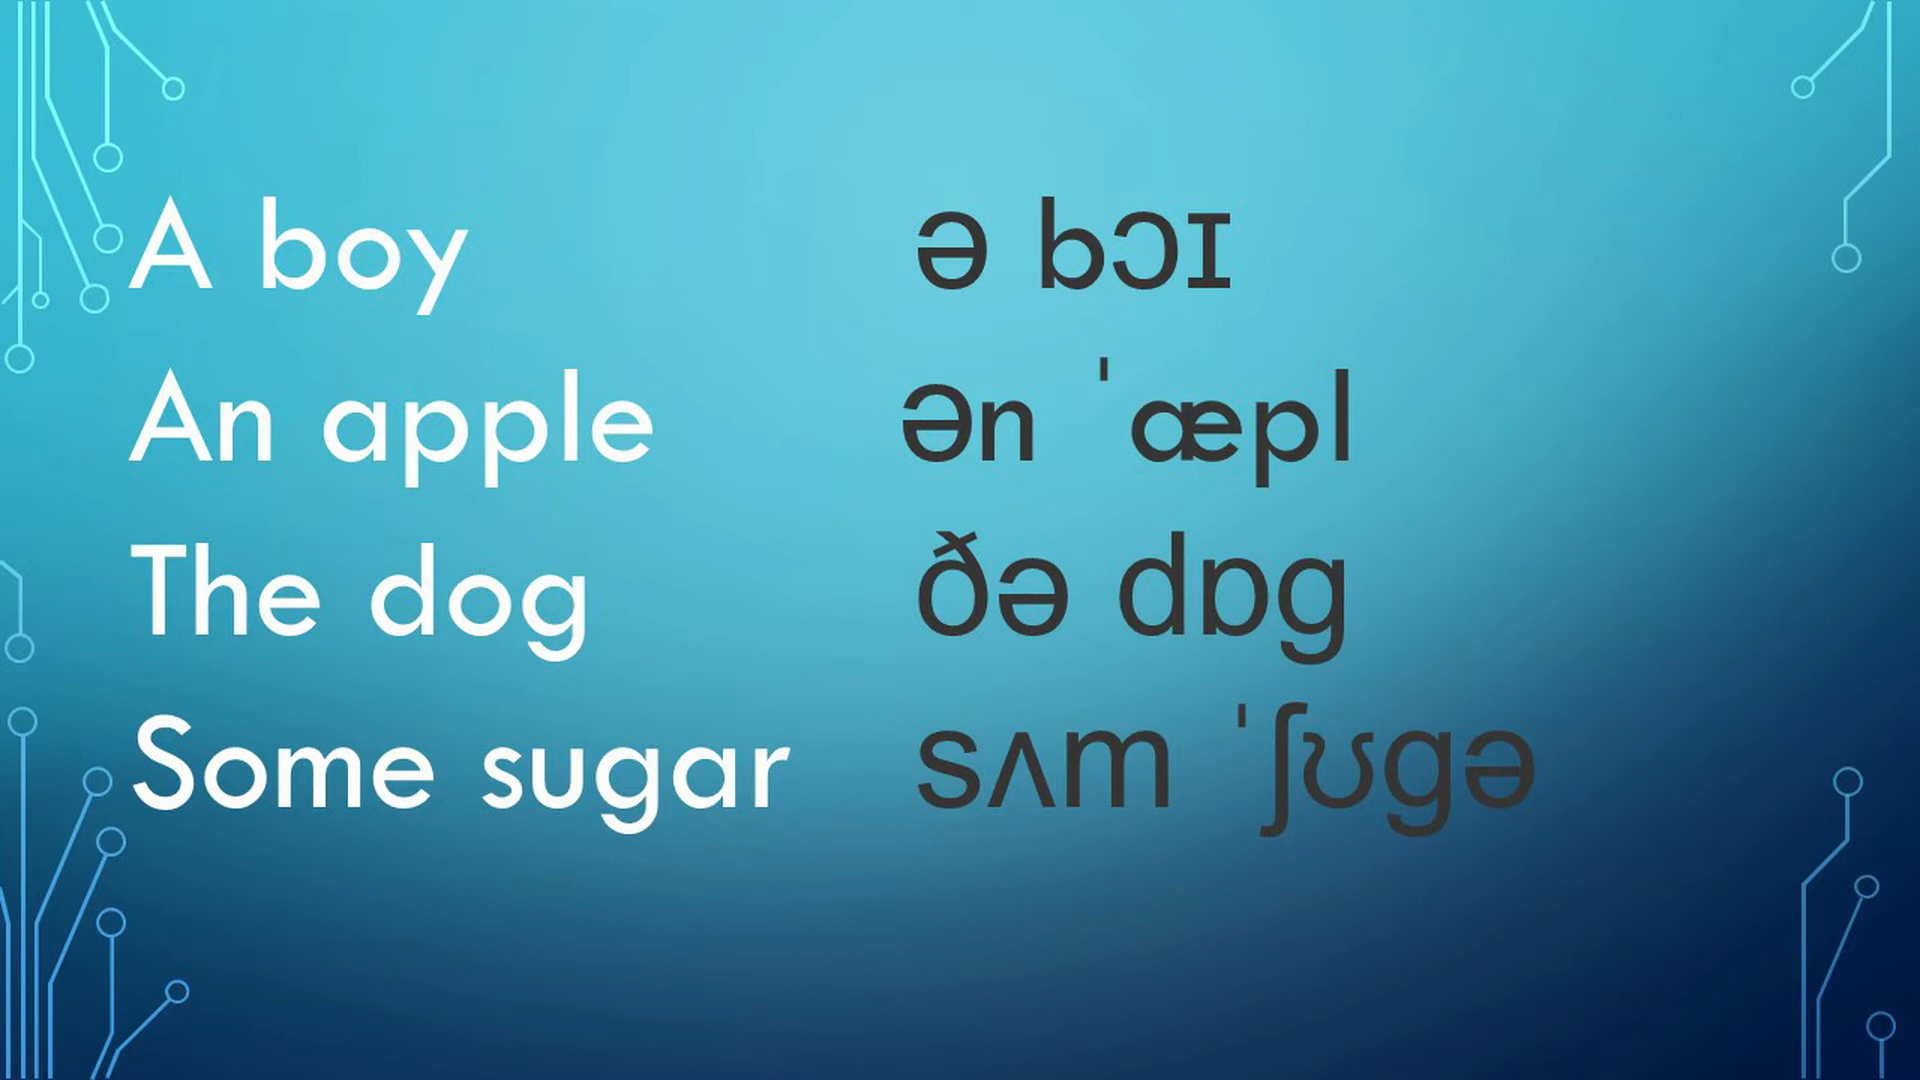 A boy ə bɔɪ
An apple ən ˈæpl
The dog ðə dɒg
Some sugar sʌm ˈʃʊgə